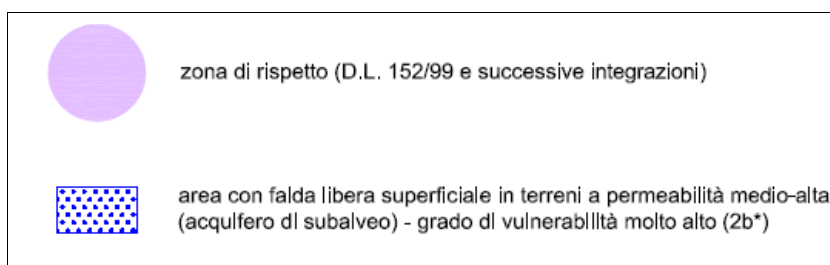 zona di rispetto (D.L. 152/99 e successive integrazioni)
area con falda libera superficiale in terreni a permeabilità medio-alta
(acquifero di subalveo) - grado di vulnerabilità molto alto (2b*)